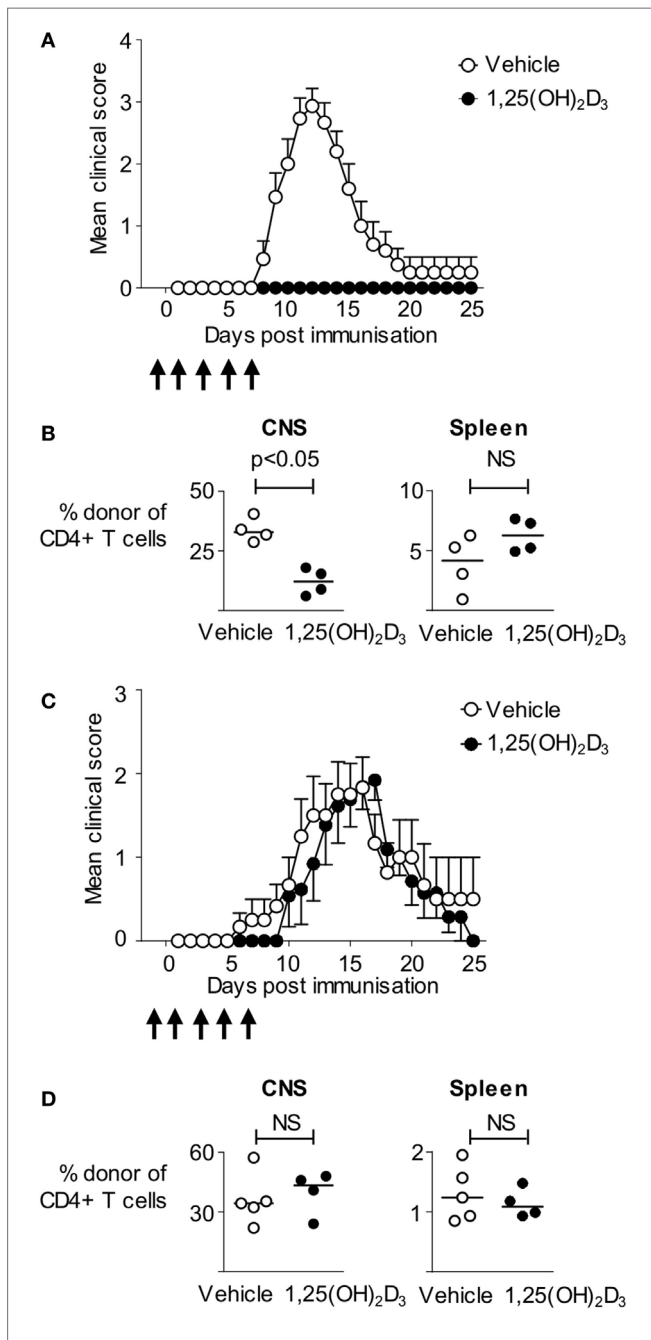 A
4
3
2
1
0
Mean clinical score
Vehicle
1,25(OH)₂D₃
0 5 10 15 20 25
Days post immunisation
B
CNS
Spleen
p<0.05
NS
% donor of
CD4+ T cells
50
25
10
5
Vehicle 1,25(OH)₂D₃
Vehicle 1,25(OH)₂D₃
C
3
2
1
0
Mean clinical score
Vehicle
1,25(OH)₂D₃
0 5 10 15 20 25
Days post immunisation
D
CNS
Spleen
NS
NS
% donor of
CD4+ T cells
60
30
2
1
Vehicle 1,25(OH)₂D₃
Vehicle 1,25(OH)₂D₃